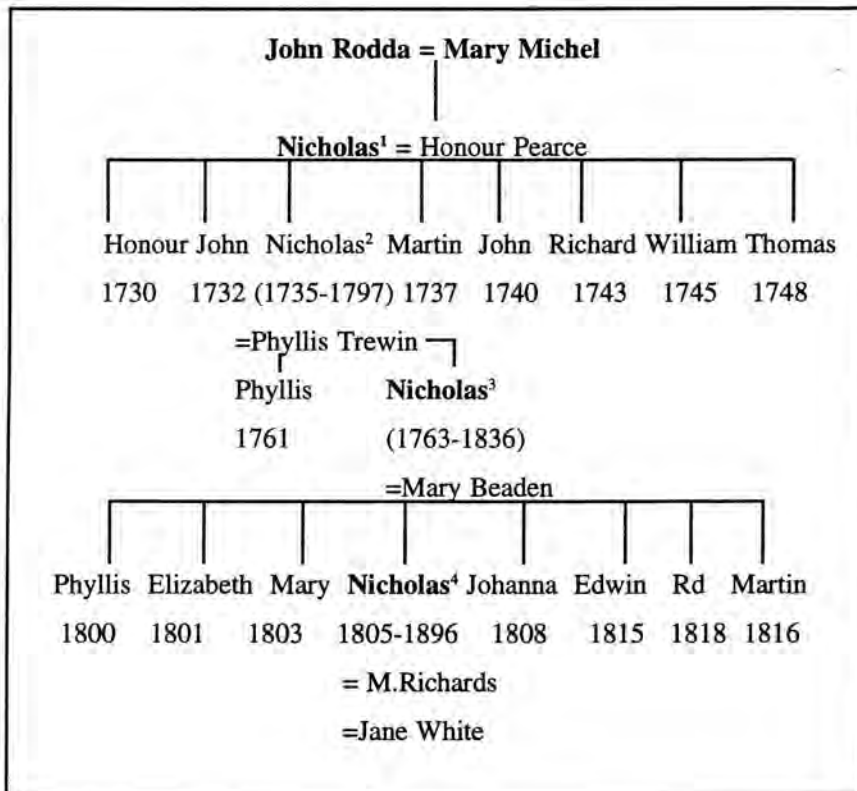 John Rodda = Mary Michel
Nicholas¹ = Honour Pearce
Honour John Nicholas² Martin John Richard William Thomas
1730 1732 (1735-1797) 1737 1740 1743 1745 1748
=Phyllis Trewin
Phyllis Nicholas³
1761 (1763-1836)
=Mary Beaden
Phyllis Elizabeth Mary Nicholas⁴ Johanna Edwin Rd Martin
1800 1801 1803 1805-1896 1808 1815 1818 1816
= M.Richards
=Jane White